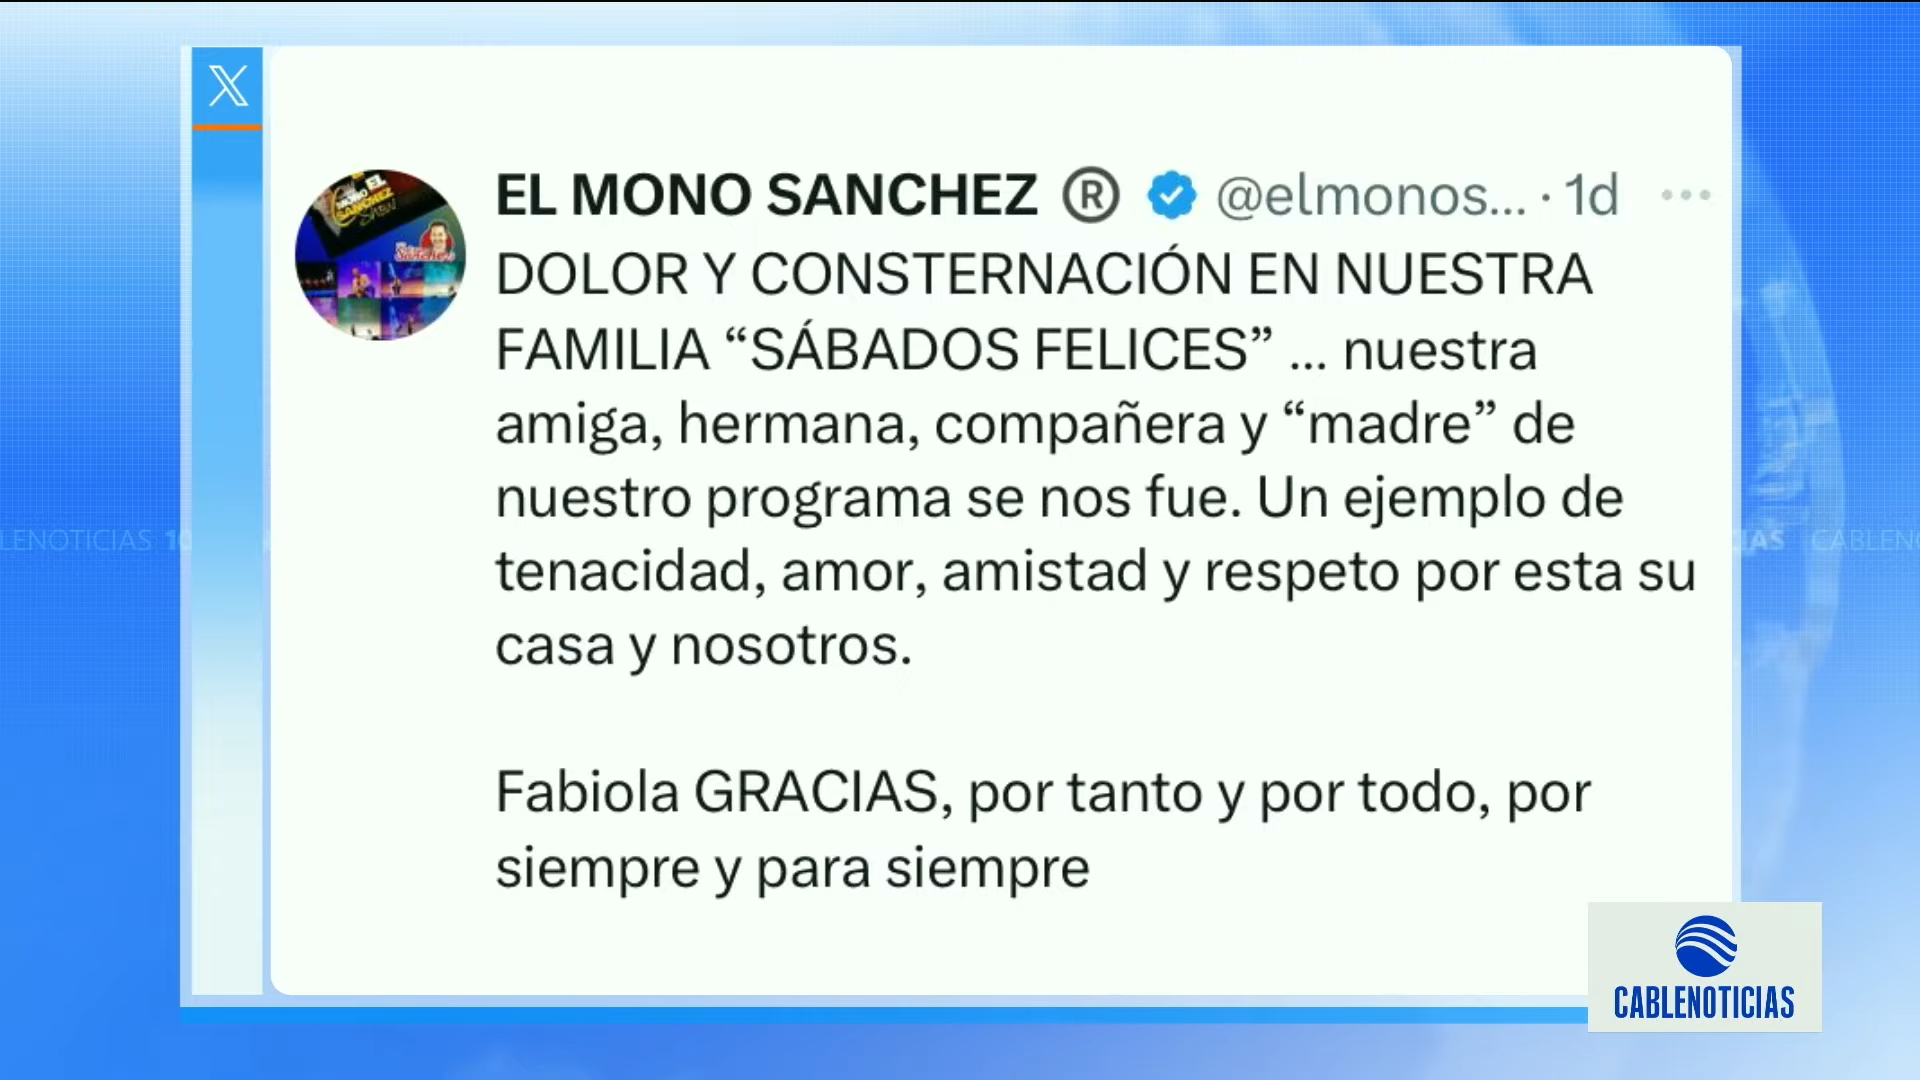 X
EL MONO SANCHEZ ® @elmonos... · 1d ...
DOLOR Y CONSTERNACIÓN EN NUESTRA
FAMILIA “SÁBADOS FELICES” ... nuestra
amiga, hermana, compañera y “madre” de
nuestro programa se nos fue. Un ejemplo de
tenacidad, amor, amistad y respeto por esta su
casa y nosotros.
Fabiola GRACIAS, por tanto y por todo, por
siempre y para siempre
CABLENOTICIAS